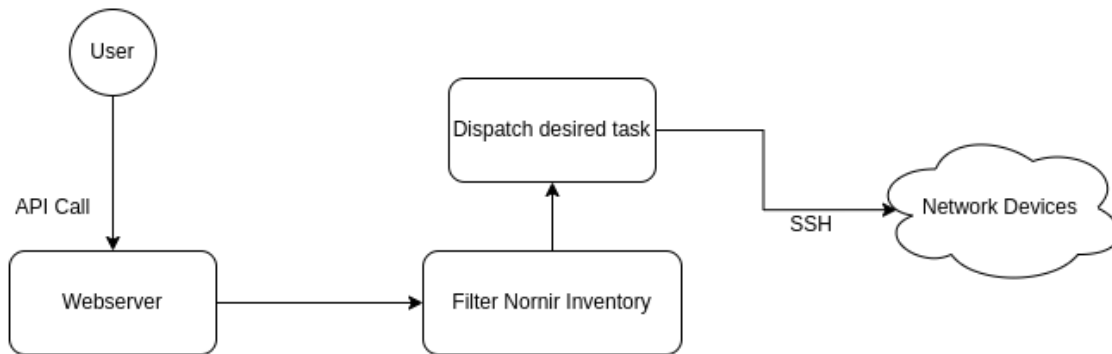 User
API Call
Webserver
Filter Nornir Inventory
Dispatch desired task
SSH
Network Devices